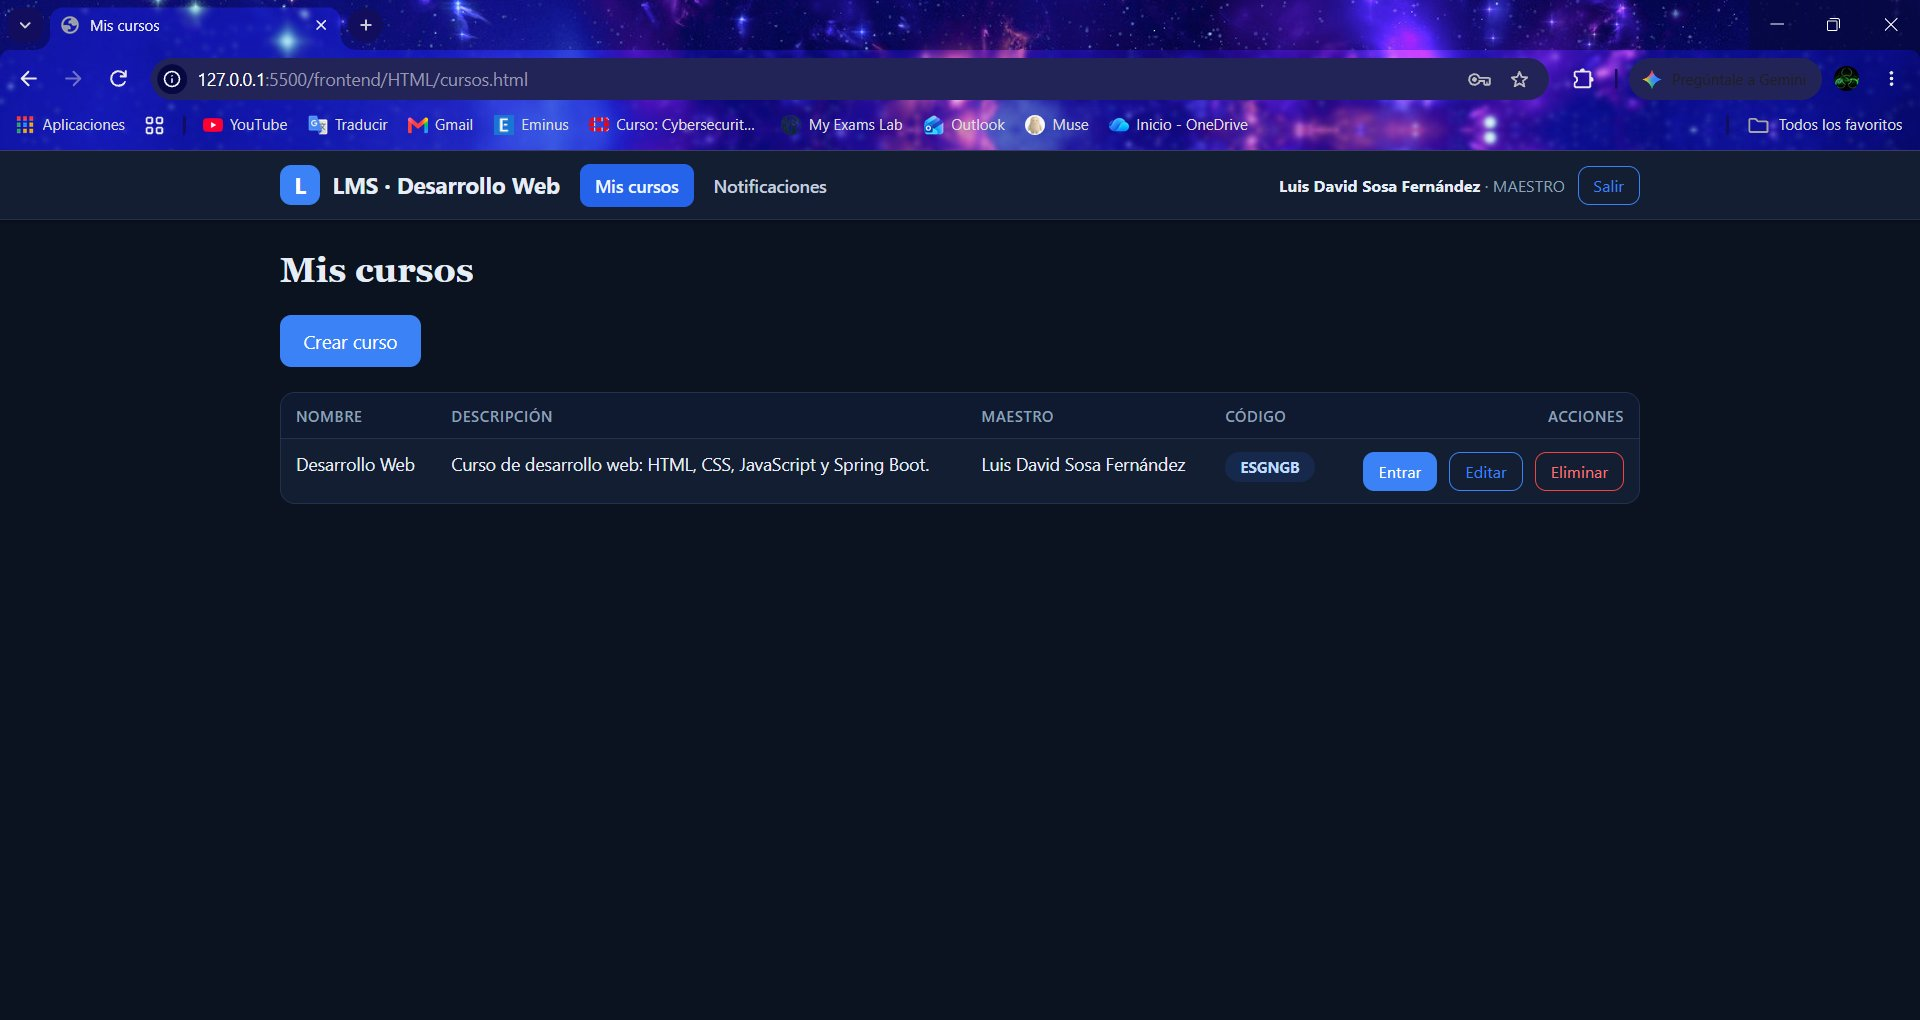 Mis cursos
127.0.0.1:5500/frontend/HTML/cursos.html
Pregúntale a Gemini
Aplicaciones
YouTube
Traducir
Gmail
E Eminus
Curso: Cybersecurit...
My Exams Lab
Outlook
Muse
Inicio - OneDrive
Todos los favoritos
L LMS · Desarrollo Web Mis cursos Notificaciones Luis David Sosa Fernández · MAESTRO Salir
Mis cursos
Crear curso
NOMBRE DESCRIPCIÓN MAESTRO CÓDIGO ACCIONES
Desarrollo Web Curso de desarrollo web: HTML, CSS, JavaScript y Spring Boot. Luis David Sosa Fernández ESGNGB Entrar Editar Eliminar